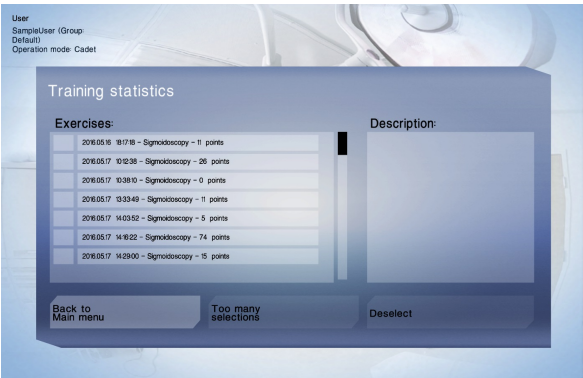 User
SampleUser (Group:
Default)
Operation mode: Cadet
Training statistics
Exercises:
Description:
2016.05.16 18:17:18 - Sigmoidoscopy - 11 points
2016.05.17 10:12:38 - Sigmoidoscopy - 26 points
2016.05.17 10:38:10 - Sigmoidoscopy - 0 points
2016.05.17 13:33:49 - Sigmoidoscopy - 11 points
2016.05.17 14:03:52 - Sigmoidoscopy - 5 points
2016.05.17 14:16:22 - Sigmoidoscopy - 74 points
2016.05.17 14:29:00 - Sigmoidoscopy - 15 points
Back to
Main menu
Too many
selections
Deselect